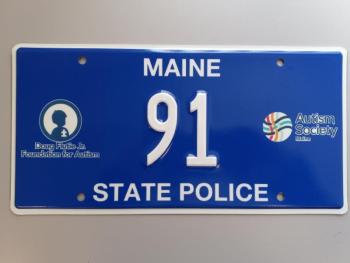 MAINE
91
Doug Flutie Jr.
Foundation for Autism
Autism
Society
Maine
STATE POLICE